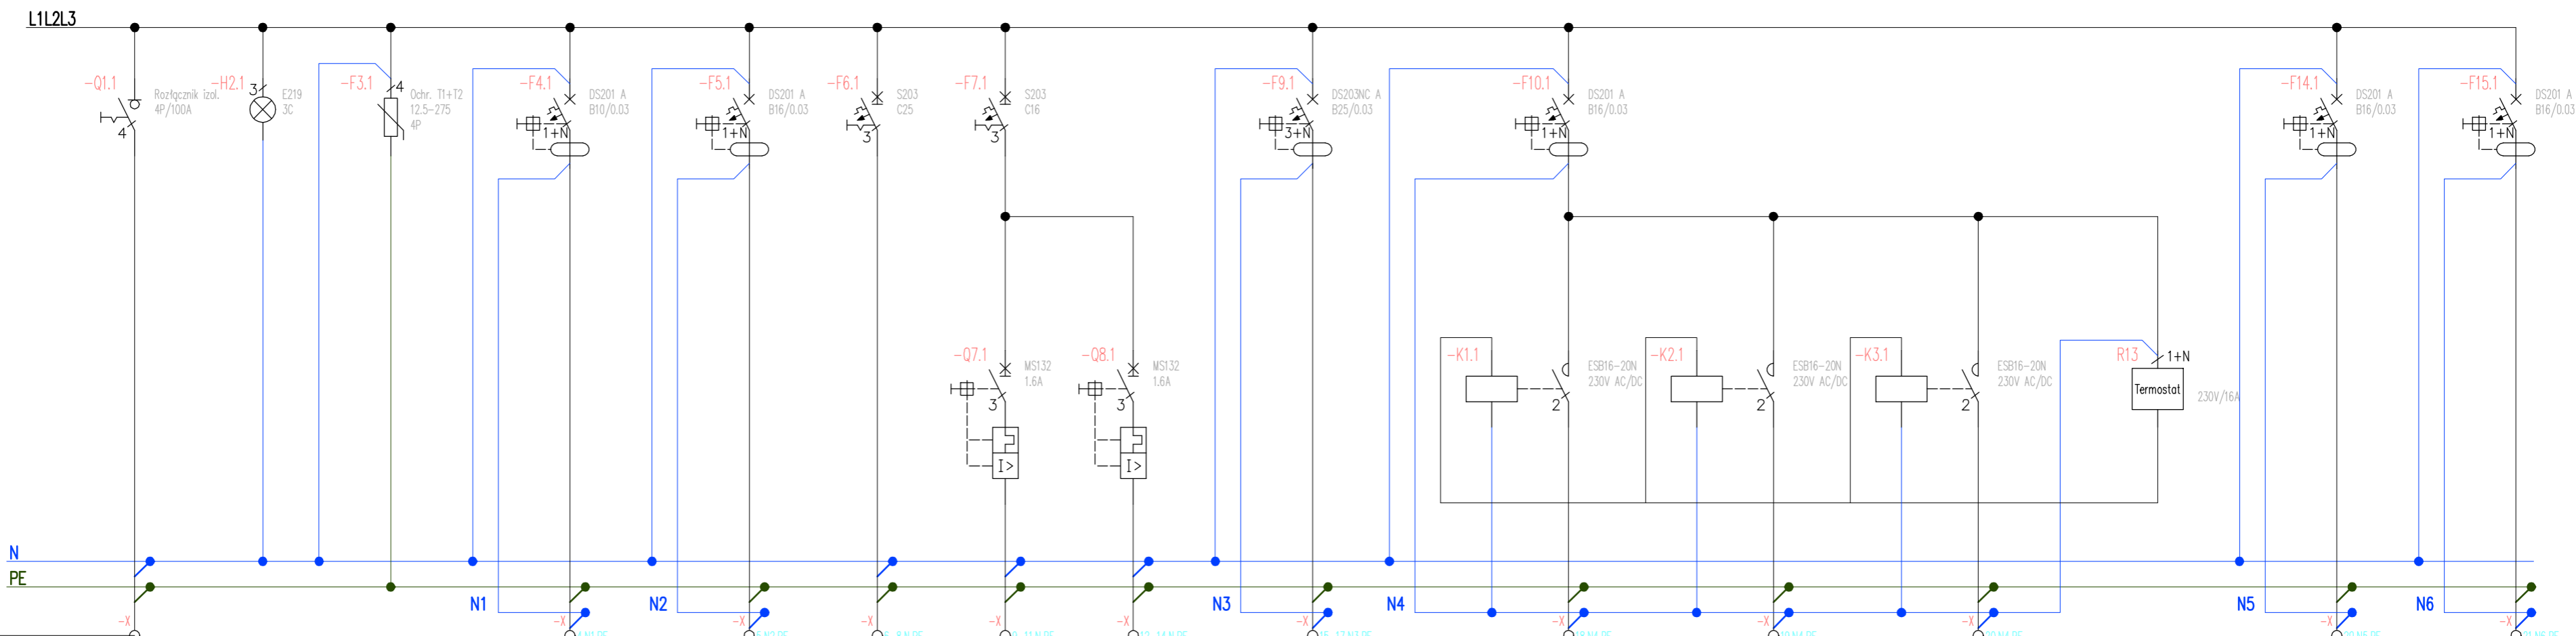 L1L2L3
-Q1.1
Rozłącznik izol.
4P/100A
4
-H2.1
3
E219
3C
-F3.1
4
Ochr. T1+T2
12.5-275
4P
-F4.1
DS201 A
B10/0.03
1+N
-F5.1
DS201 A
B16/0.03
1+N
-F6.1
S203
C25
3
-F7.1
S203
C16
3
-F9.1
DS203NC A
B25/0.03
3+N
-F10.1
DS201 A
B16/0.03
1+N
-F14.1
DS201 A
B16/0.03
1+N
-F15.1
DS201 A
B16/0.03
1+N
-Q7.1
MS132
1.6A
3
I>
-Q8.1
MS132
1.6A
3
I>
-K1.1
ESB16-20N
230V AC/DC
2
-K2.1
ESB16-20N
230V AC/DC
2
-K3.1
ESB16-20N
230V AC/DC
2
R13
1+N
Termostat
230V/16A
N
PE
N1
N2
N3
N4
N5
N6
-X
-X
-X
-X
-X
-X
-X
-X
-X
-X
-X
-X